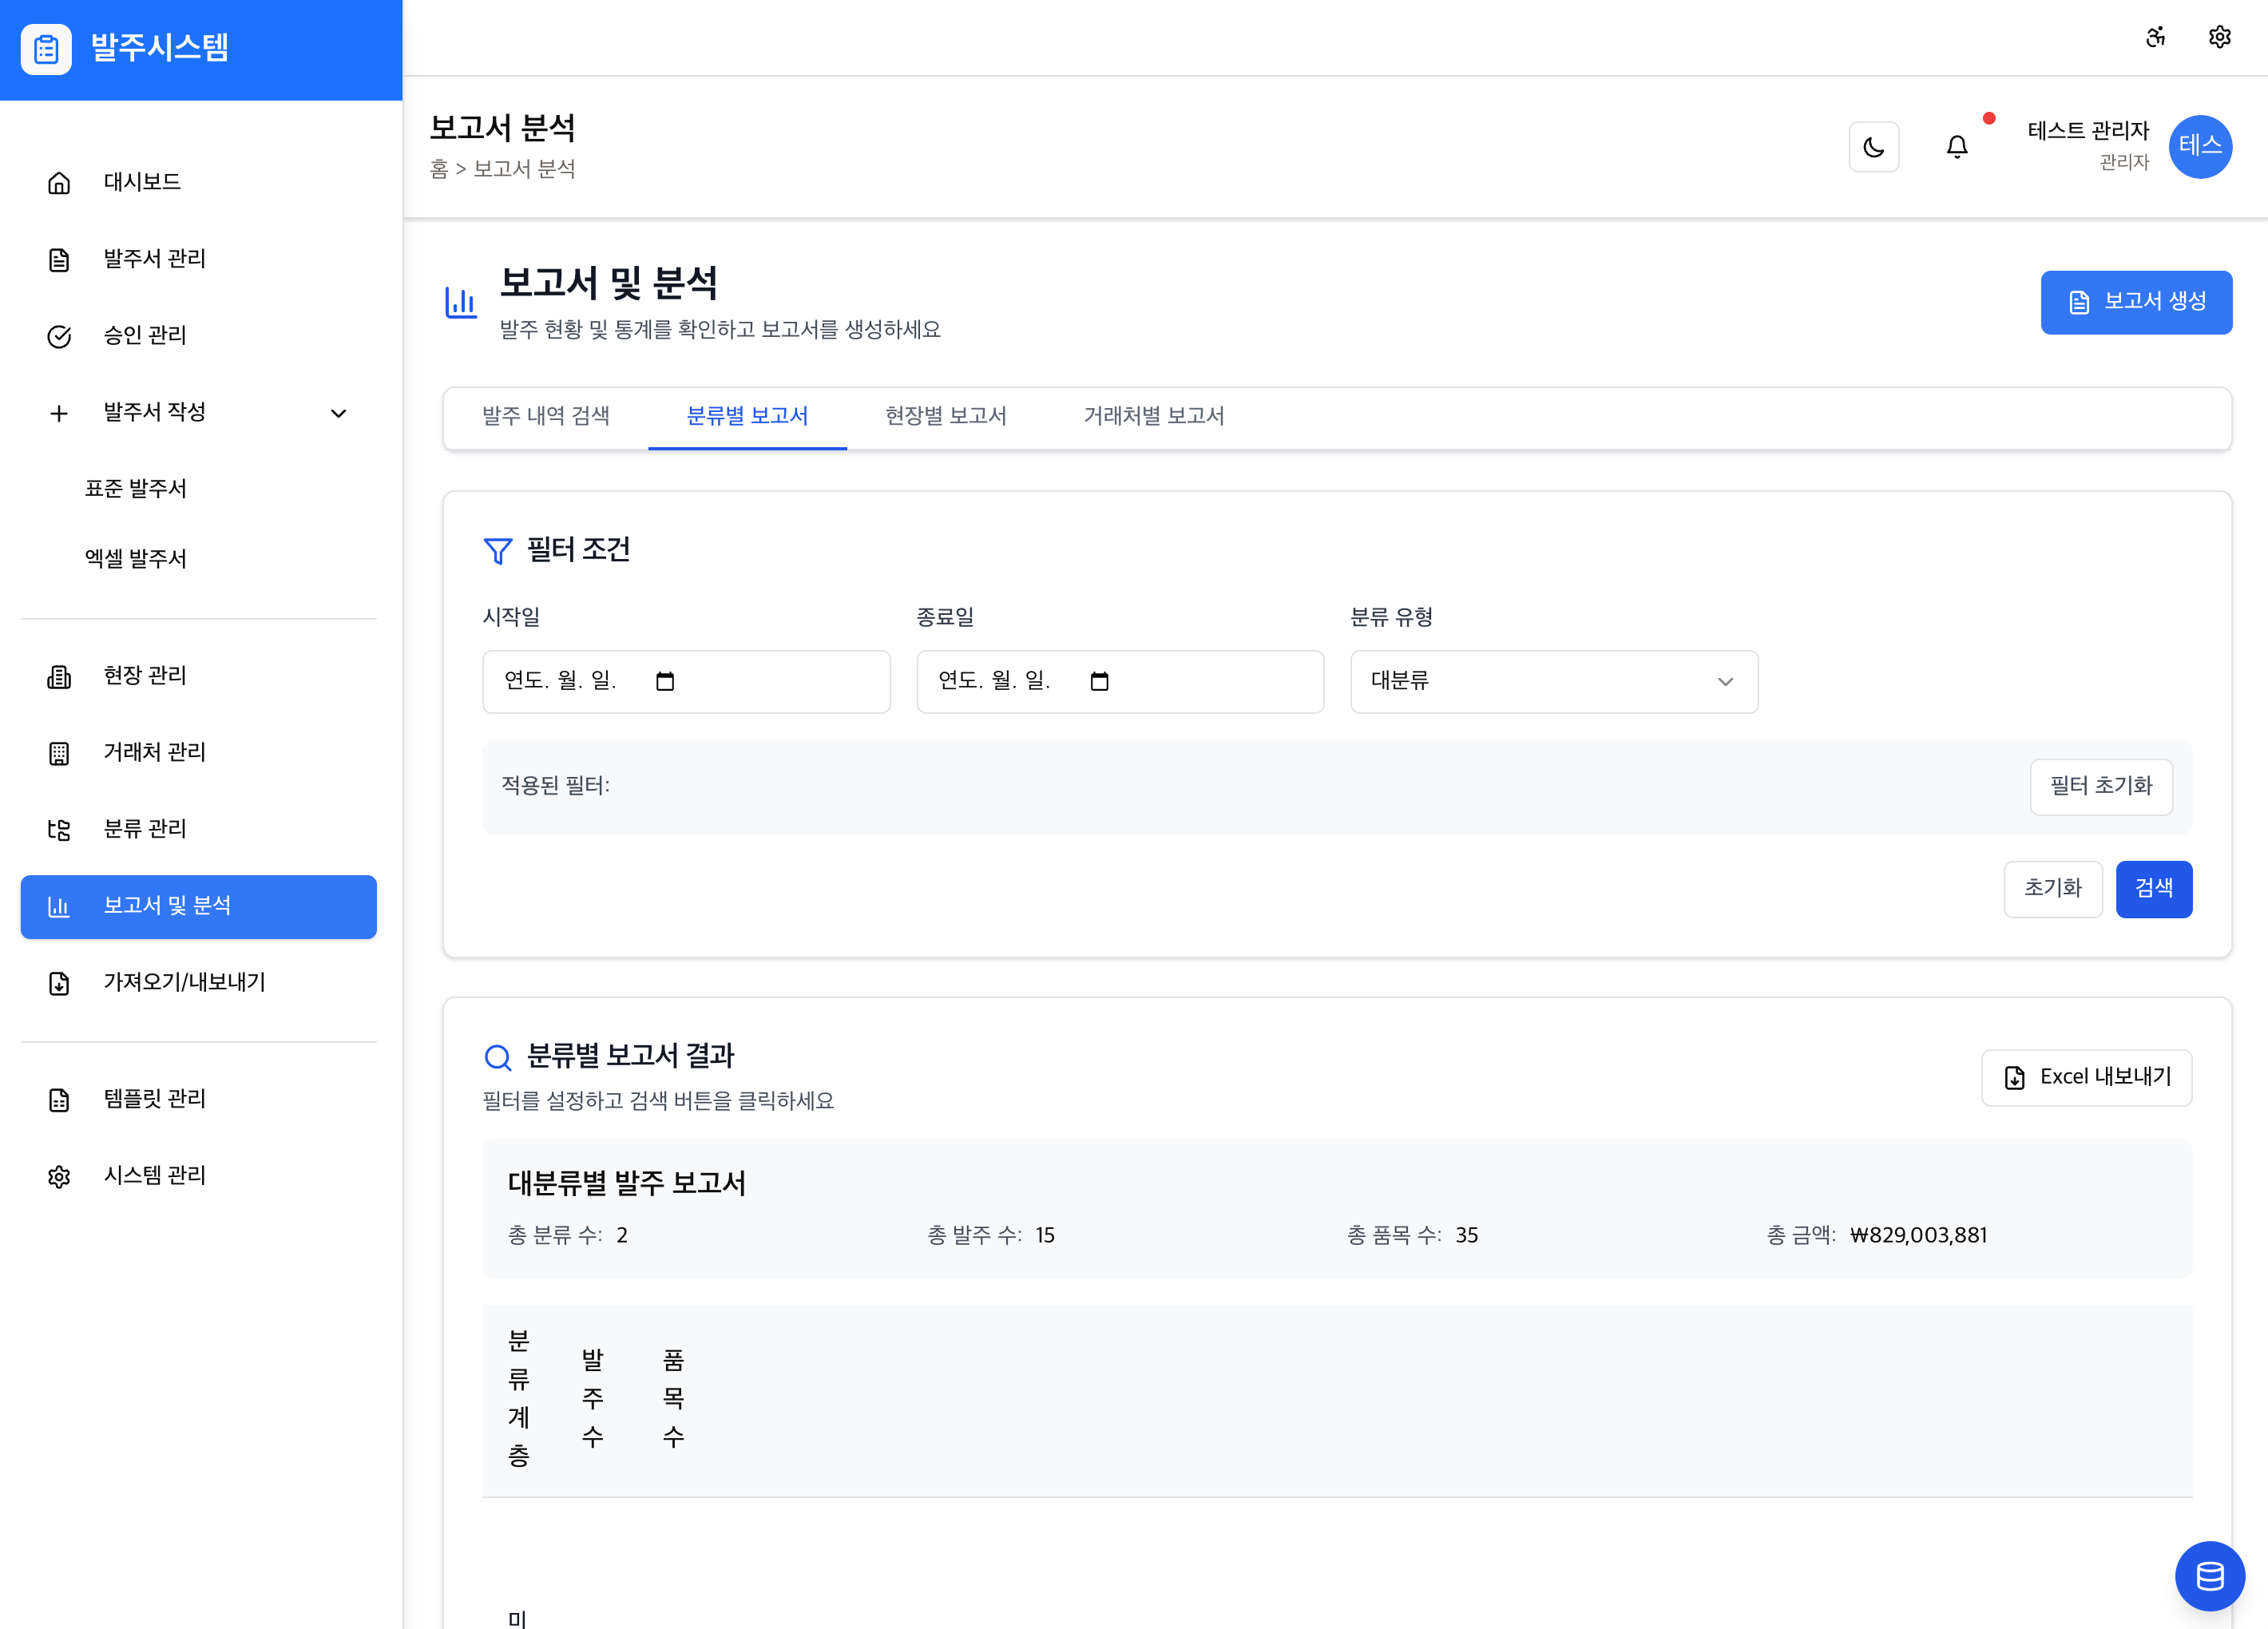 발주시스템
대시보드
발주서 관리
승인 관리
발주서 작성
표준 발주서
엑셀 발주서
현장 관리
거래처 관리
분류 관리
보고서 및 분석
가져오기/내보내기
템플릿 관리
시스템 관리
보고서 분석
홈 > 보고서 분석
테스트 관리자
관리자
테스
보고서 및 분석
발주 현황 및 통계를 확인하고 보고서를 생성하세요
보고서 생성
발주 내역 검색 분류별 보고서 현장별 보고서 거래처별 보고서
필터 조건
시작일 종료일 분류 유형
연도. 월. 일. 연도. 월. 일. 대분류
적용된 필터: 필터 초기화
초기화 검색
분류별 보고서 결과
필터를 설정하고 검색 버튼을 클릭하세요
Excel 내보내기
대분류별 발주 보고서
총 분류 수: 2 총 발주 수: 15 총 품목 수: 35 총 금액: ₩829,003,881
분류계층 발주수 품목수
미